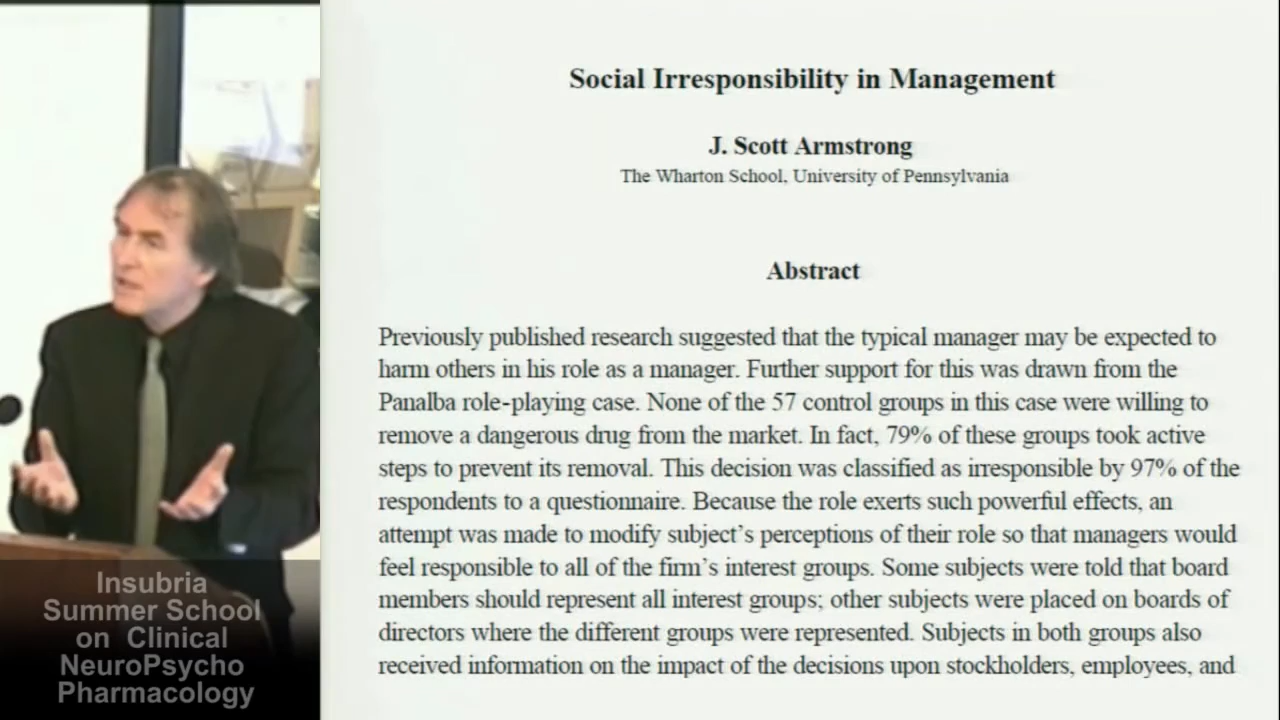 Social Irresponsibility in Management
J. Scott Armstrong
The Wharton School, University of Pennsylvania
Abstract
Previously published research suggested that the typical manager may be expected to
harm others in his role as a manager. Further support for this was drawn from the
Panalba role-playing case. None of the 57 control groups in this case were willing to
remove a dangerous drug from the market. In fact, 79% of these groups took active
steps to prevent its removal. This decision was classified as irresponsible by 97% of the
respondents to a questionnaire. Because the role exerts such powerful effects, an
attempt was made to modify subject's perceptions of their role so that managers would
feel responsible to all of the firm's interest groups. Some subjects were told that board
members should represent all interest groups; other subjects were placed on boards of
directors where the different groups were represented. Subjects in both groups also
received information on the impact of the decisions upon stockholders, employees, and
Insubria
Summer School
on Clinical
NeuroPsycho
Pharmacology